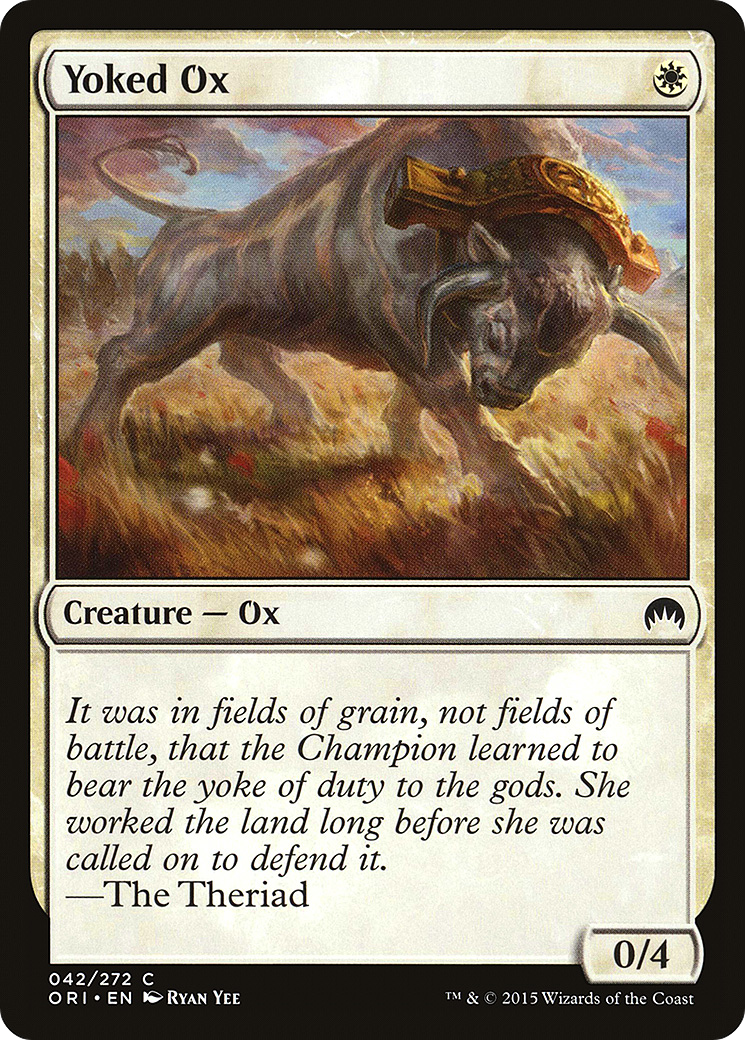 Yoked Ox
Creature — Ox
It was in fields of grain, not fields of
battle, that the Champion learned to
bear the yoke of duty to the gods. She
worked the land long before she was
called on to defend it.
—The Theriad
0/4
042/272 C
ORI • EN Ryan Yee
™ & © 2015 Wizards of the Coast